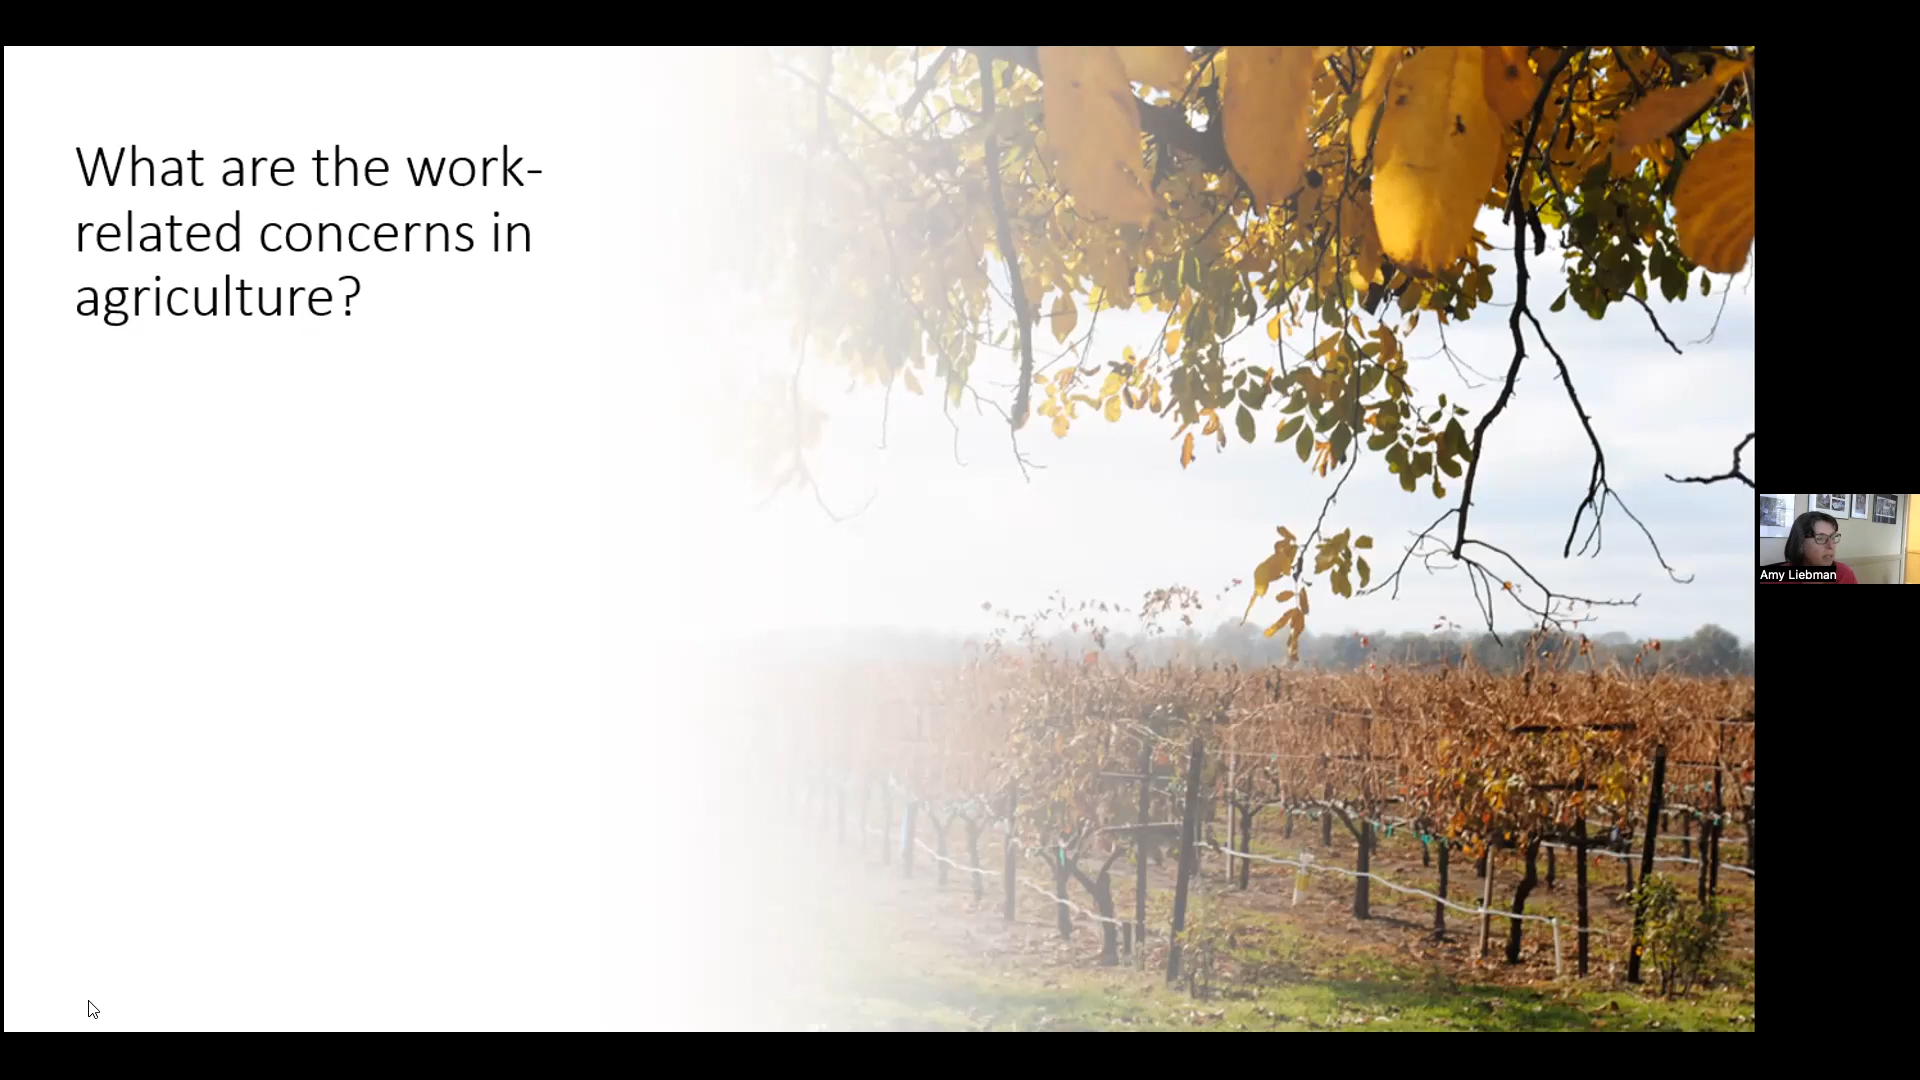 What are the work-
related concerns in
agriculture?
Amy Liebman